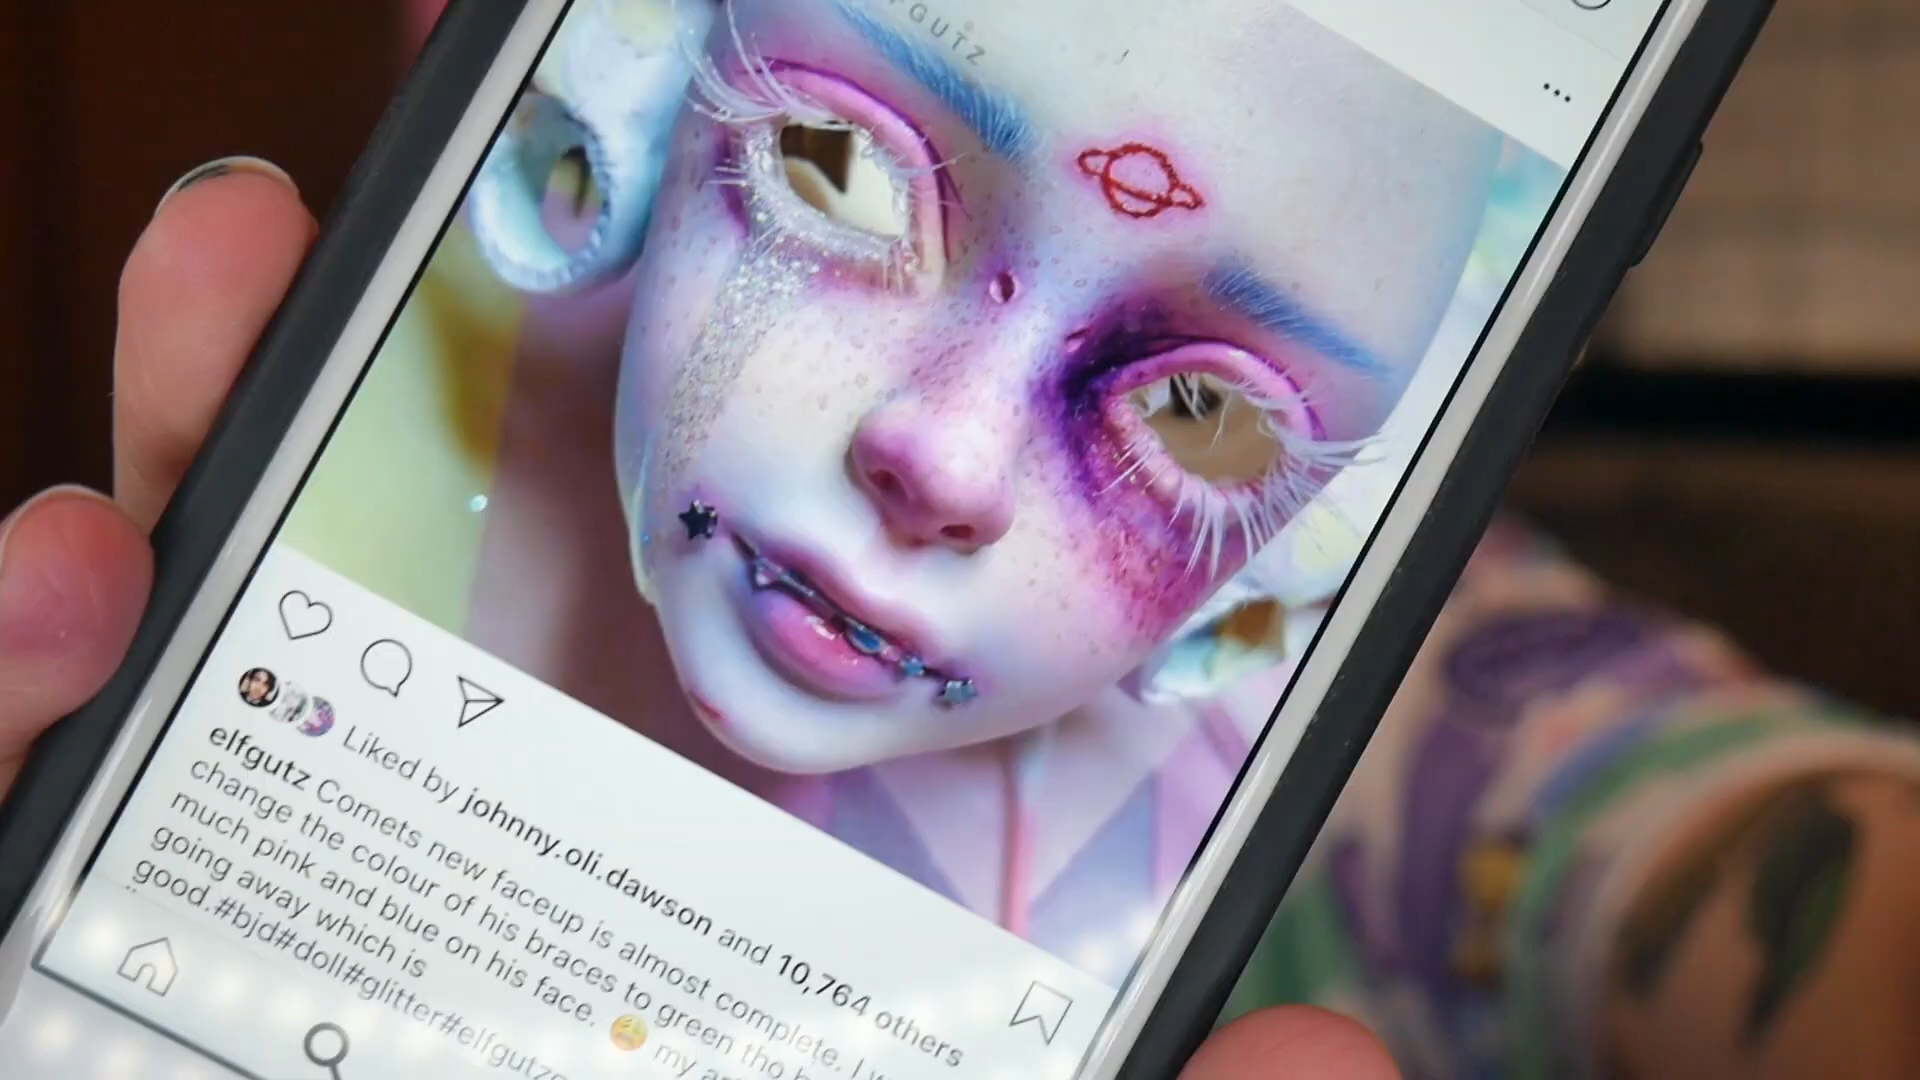 FGUTZ
Liked by johnny.oli.dawson and 10,764 others
elfgutz Comets new faceup is almost complete. I
change the colour of his braces to green tho
much pink and blue on his face. 😩 my
going away which is
good.#bjd#doll#glitter#elfgutz